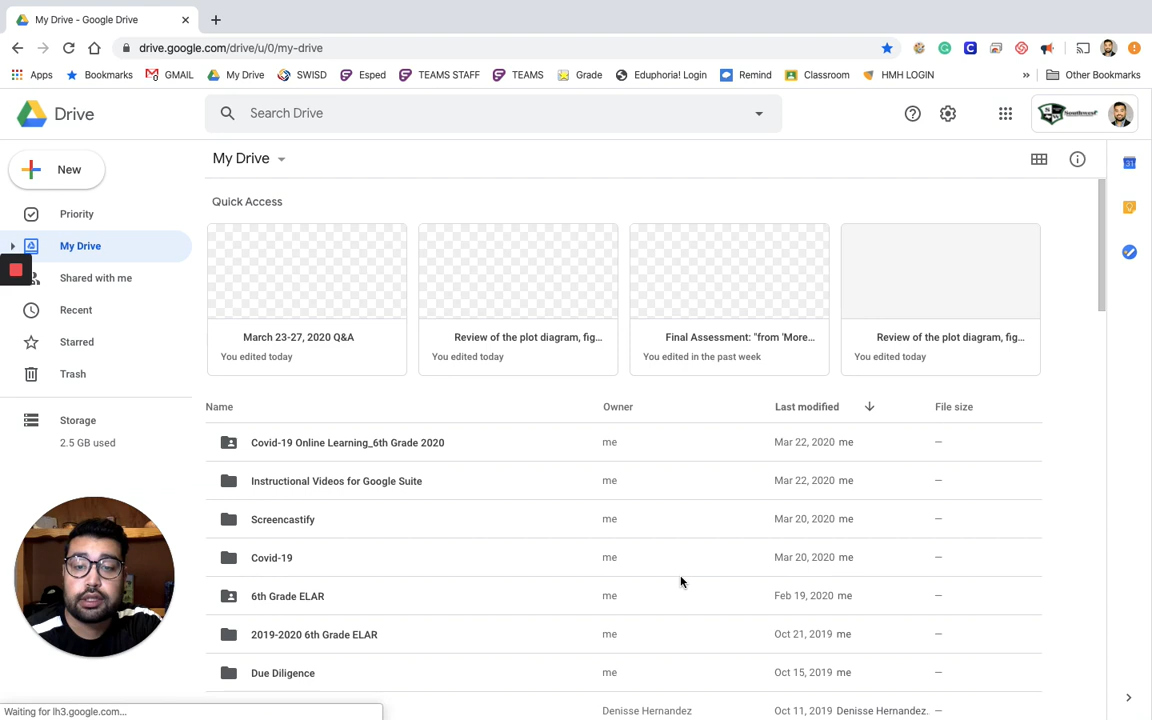 My Drive - Google Drive
drive.google.com/drive/u/0/my-drive
Apps Bookmarks GMAIL My Drive SWISD Esped TEAMS STAFF TEAMS Grade Eduphoria! Login Remind Classroom HMH LOGIN » Other Bookmarks
Drive
Search Drive
Southwest
New
My Drive
31
Quick Access
Priority
My Drive
Shared with me
Recent
Starred
Trash
Storage
2.5 GB used
March 23-27, 2020 Q&A
You edited today
Review of the plot diagram, fig...
You edited today
Final Assessment: "from 'More...
You edited in the past week
Review of the plot diagram, fig...
You edited today
Name Owner Last modified File size
Covid-19 Online Learning_6th Grade 2020 me Mar 22, 2020 me —
Instructional Videos for Google Suite me Mar 22, 2020 me —
Screencastify me Mar 20, 2020 me —
Covid-19 me Mar 20, 2020 me —
6th Grade ELAR me Feb 19, 2020 me —
2019-2020 6th Grade ELAR me Oct 21, 2019 me —
Due Diligence me Oct 15, 2019 me —
Denisse Hernandez Oct 11, 2019 Denisse Hernandez. —
Waiting for lh3.google.com...